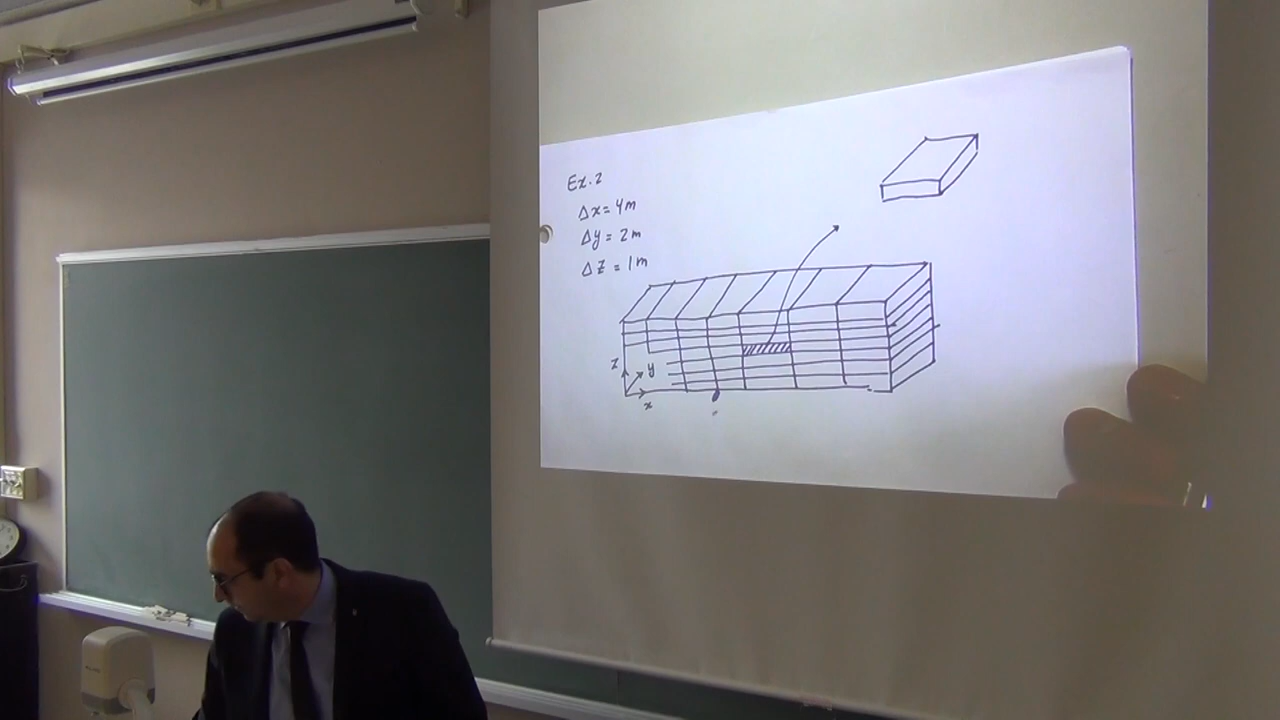 Ex. 2
Δx = 4m
Δy = 2m
Δz = 1m
z
y
x